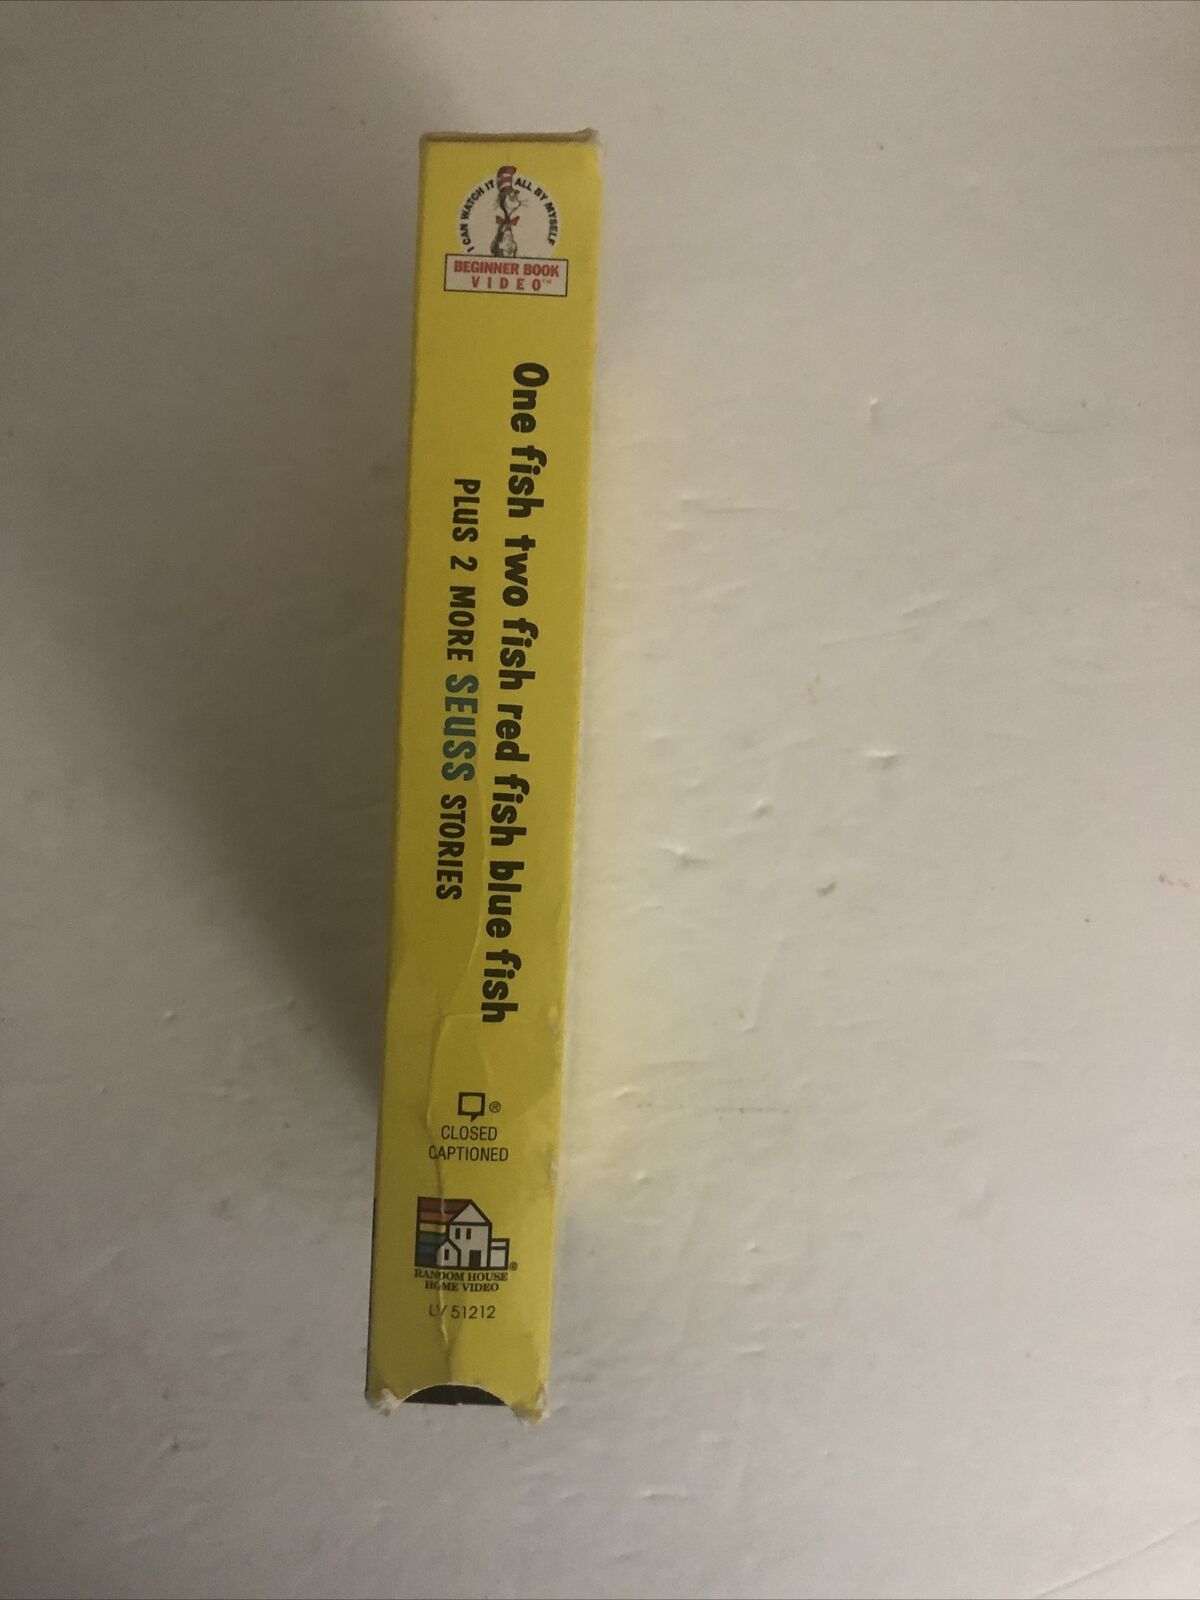 I CAN WATCH IT ALL BY MYSELF
BEGINNER BOOK
VIDEO™
One fish two fish red fish blue fish
PLUS 2 MORE SEUSS STORIES
®
CLOSED
CAPTIONED
RANDOM HOUSE®
HOME VIDEO
LV 51212